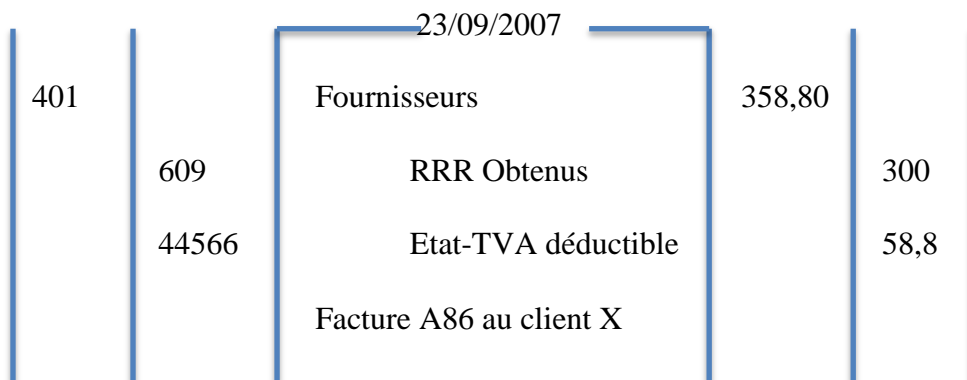 23/09/2007
401 Fournisseurs 358,80
609 RRR Obtenus 300
44566 Etat-TVA déductible 58,8
Facture A86 au client X